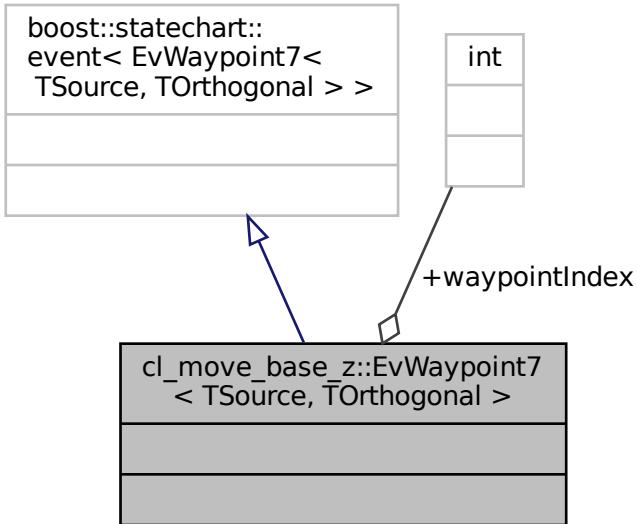 boost::statechart::
event< EvWaypoint7<
TSource, TOrthogonal > >
int
+waypointIndex
cl_move_base_z::EvWaypoint7
< TSource, TOrthogonal >